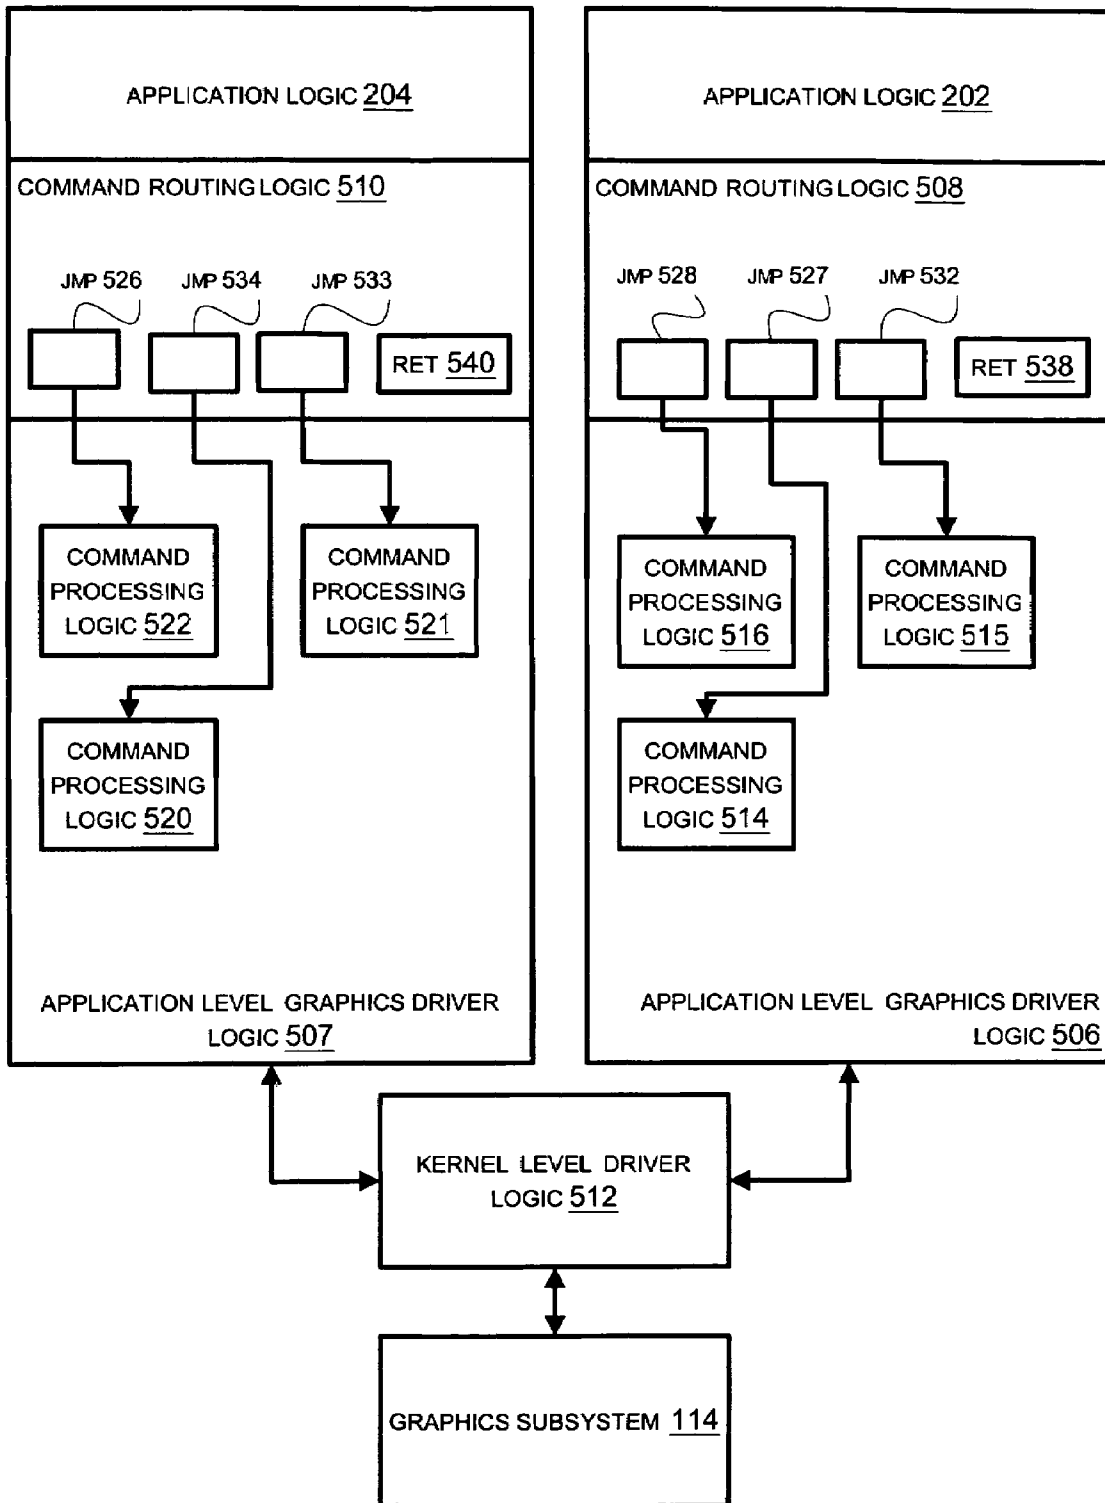 APPLICATION LOGIC 204
COMMAND ROUTING LOGIC 510
JMP 526
JMP 534
JMP 533
RET 540
COMMAND
PROCESSING
LOGIC 522
COMMAND
PROCESSING
LOGIC 521
COMMAND
PROCESSING
LOGIC 520
APPLICATION LEVEL GRAPHICS DRIVER
LOGIC 507
APPLICATION LOGIC 202
COMMAND ROUTING LOGIC 508
JMP 528
JMP 527
JMP 532
RET 538
COMMAND
PROCESSING
LOGIC 516
COMMAND
PROCESSING
LOGIC 515
COMMAND
PROCESSING
LOGIC 514
APPLICATION LEVEL GRAPHICS DRIVER
LOGIC 506
KERNEL LEVEL DRIVER
LOGIC 512
GRAPHICS SUBSYSTEM 114